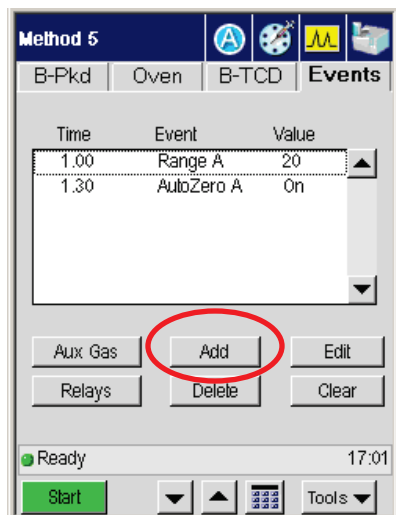 Method 5
A
B-Pkd Oven B-TCD Events
Time Event Value
1.00 Range A 20
1.30 AutoZero A On
Aux Gas Add Edit
Relays Delete Clear
Ready 17:01
Start Tools